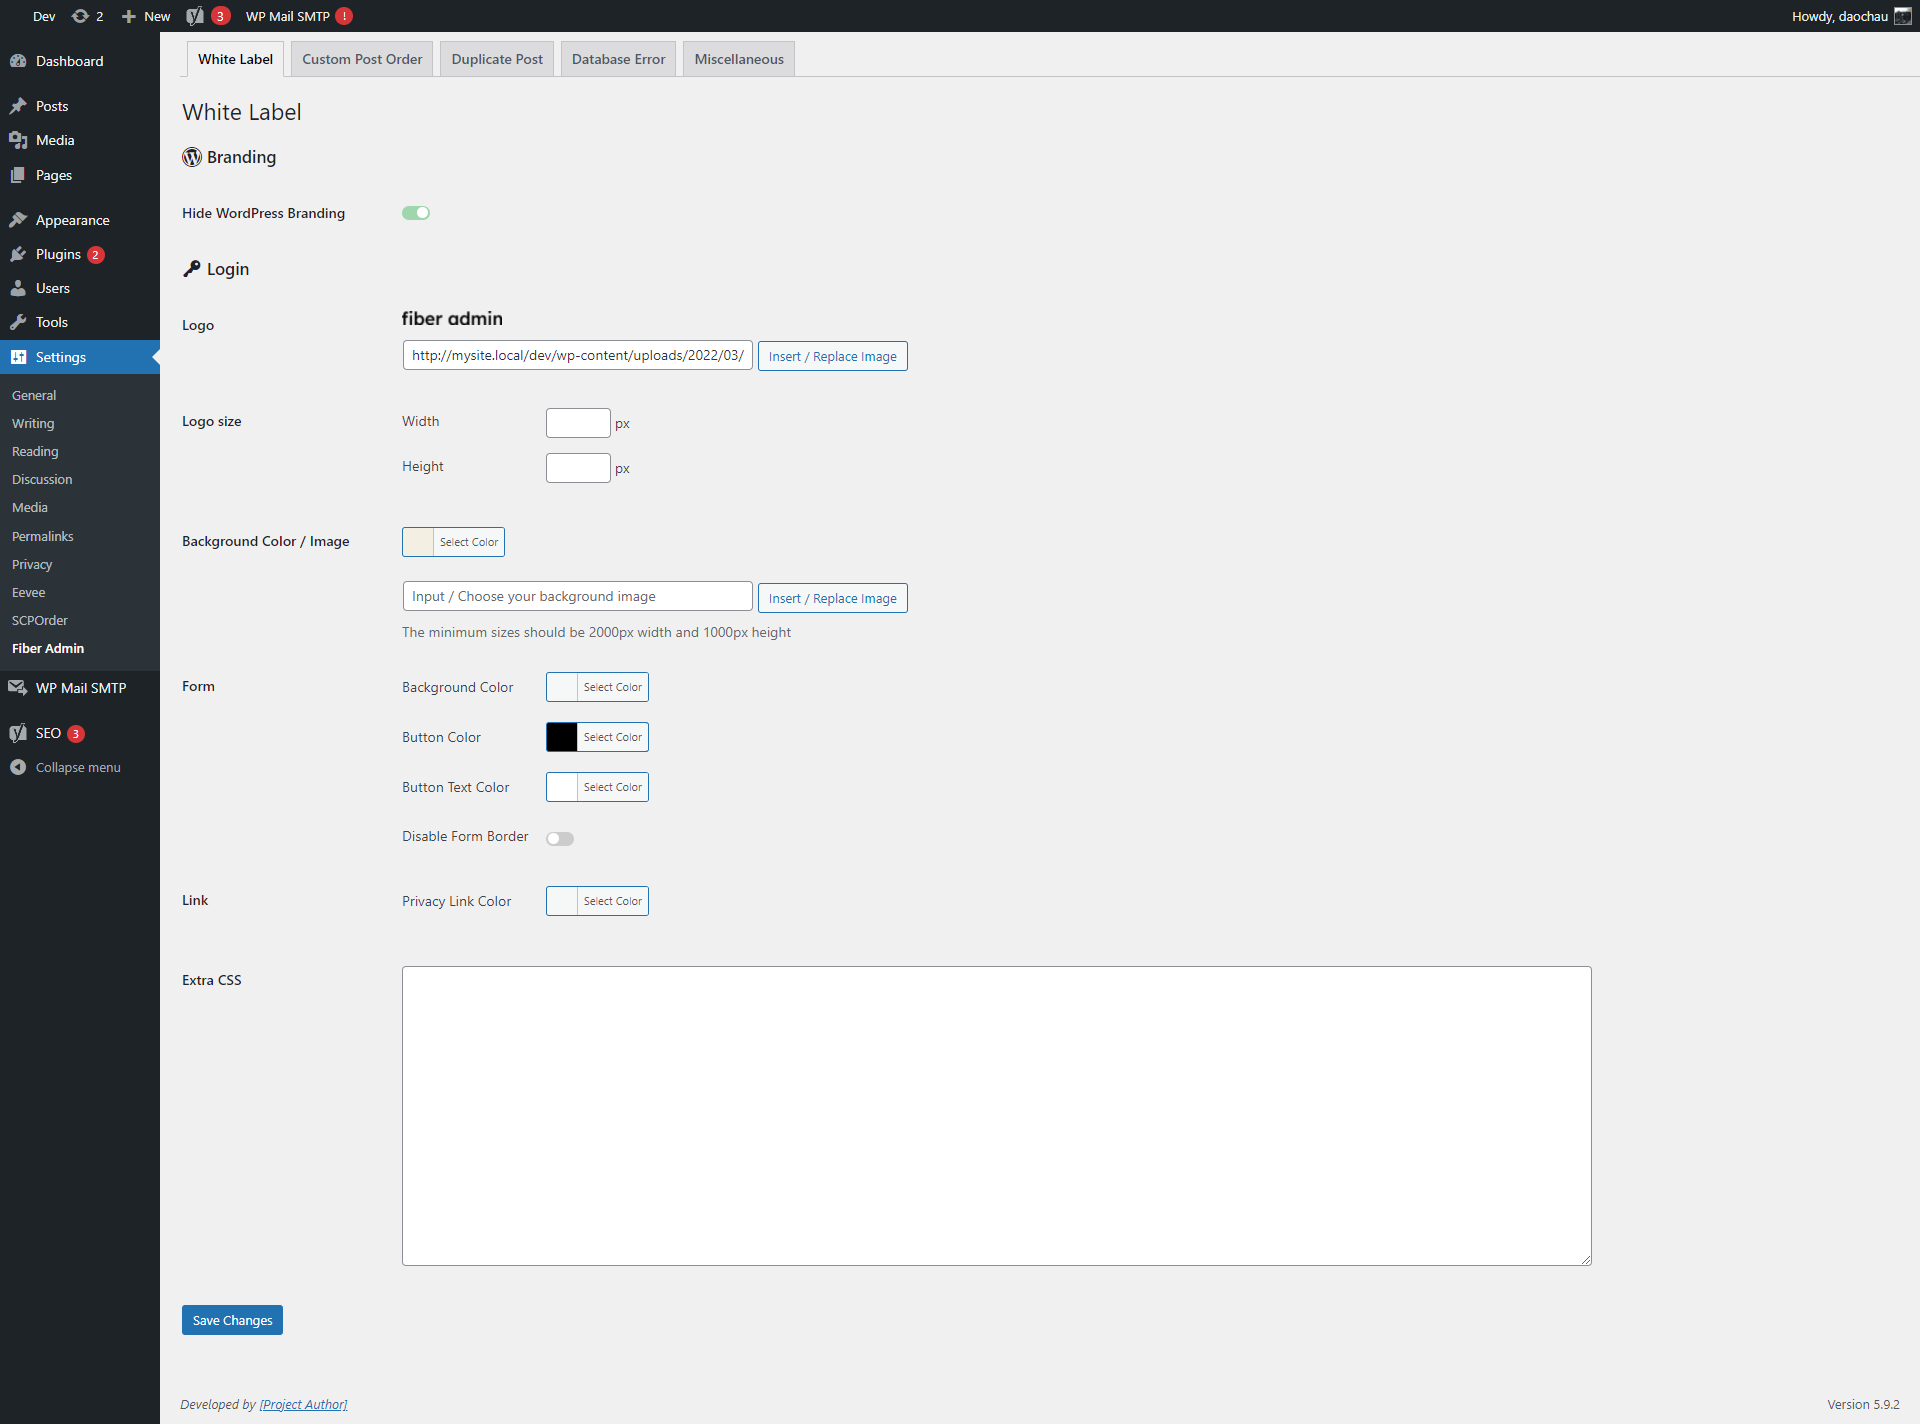 Dev 2 New 3 WP Mail SMTP !
Howdy, daochau
Dashboard
Posts
Media
Pages
Appearance
Plugins 2
Users
Tools
Settings
General
Writing
Reading
Discussion
Media
Permalinks
Privacy
Eevee
SCPOrder
Fiber Admin
WP Mail SMTP
SEO 3
Collapse menu
White Label
Custom Post Order
Duplicate Post
Database Error
Miscellaneous
White Label
Branding
Hide WordPress Branding
Login
Logo
fiber admin
http://mysite.local/dev/wp-content/uploads/2022/03/
Insert / Replace Image
Logo size
Width px
Height px
Background Color / Image
Select Color
Input / Choose your background image
Insert / Replace Image
The minimum sizes should be 2000px width and 1000px height
Form
Background Color Select Color
Button Color Select Color
Button Text Color Select Color
Disable Form Border
Link
Privacy Link Color Select Color
Extra CSS
Save Changes
Developed by [Project Author]
Version 5.9.2